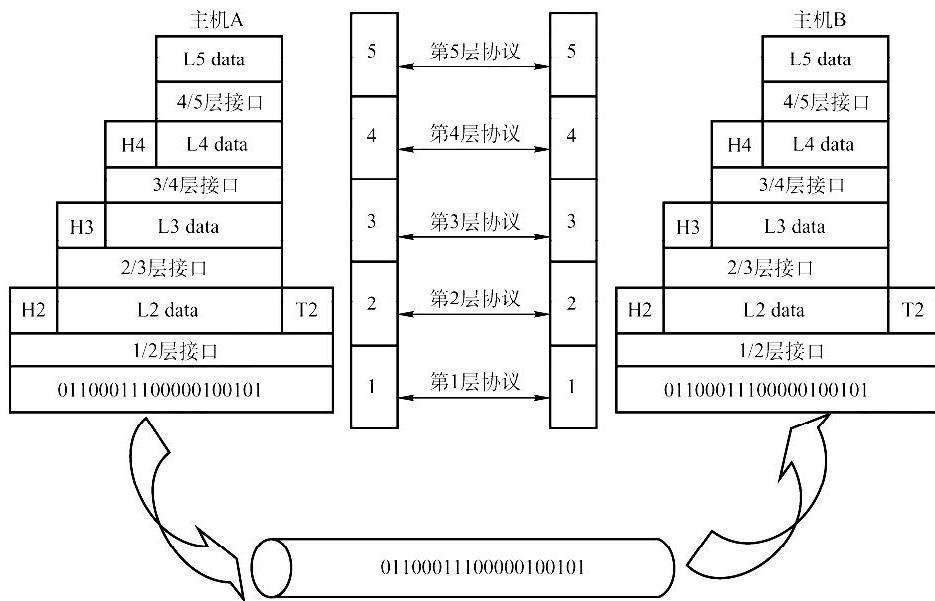 主机A
主机B
L5 data
5
第5层协议
5
L5 data
4/5层接口
4/5层接口
H4
L4 data
4
第4层协议
4
H4
L4 data
3/4层接口
3/4层接口
H3
L3 data
3
第3层协议
3
H3
L3 data
2/3层接口
2/3层接口
H2
L2 data
T2
2
第2层协议
2
H2
L2 data
T2
1/2层接口
1/2层接口
01100011100000100101
1
第1层协议
1
01100011100000100101
01100011100000100101